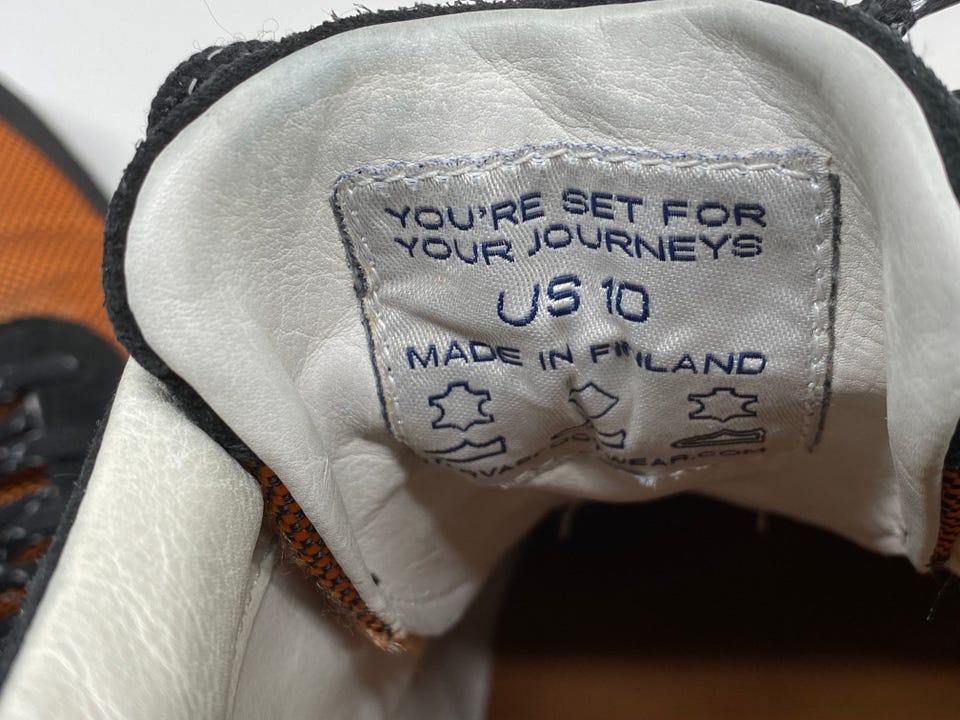 YOU'RE SET FOR
YOUR JOURNEYS
US 10
MADE IN FINLAND